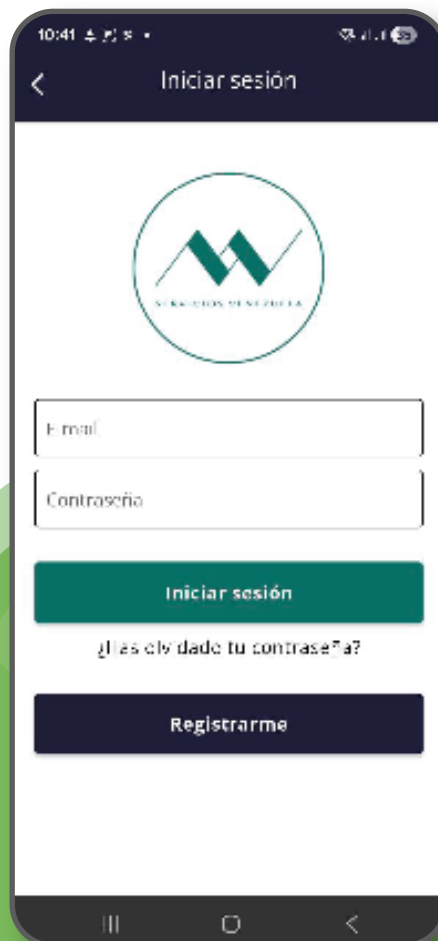 10:41
Iniciar sesión
E-mail
Contraseña
Iniciar sesión
¿Has olvidado tu contraseña?
Registrarme